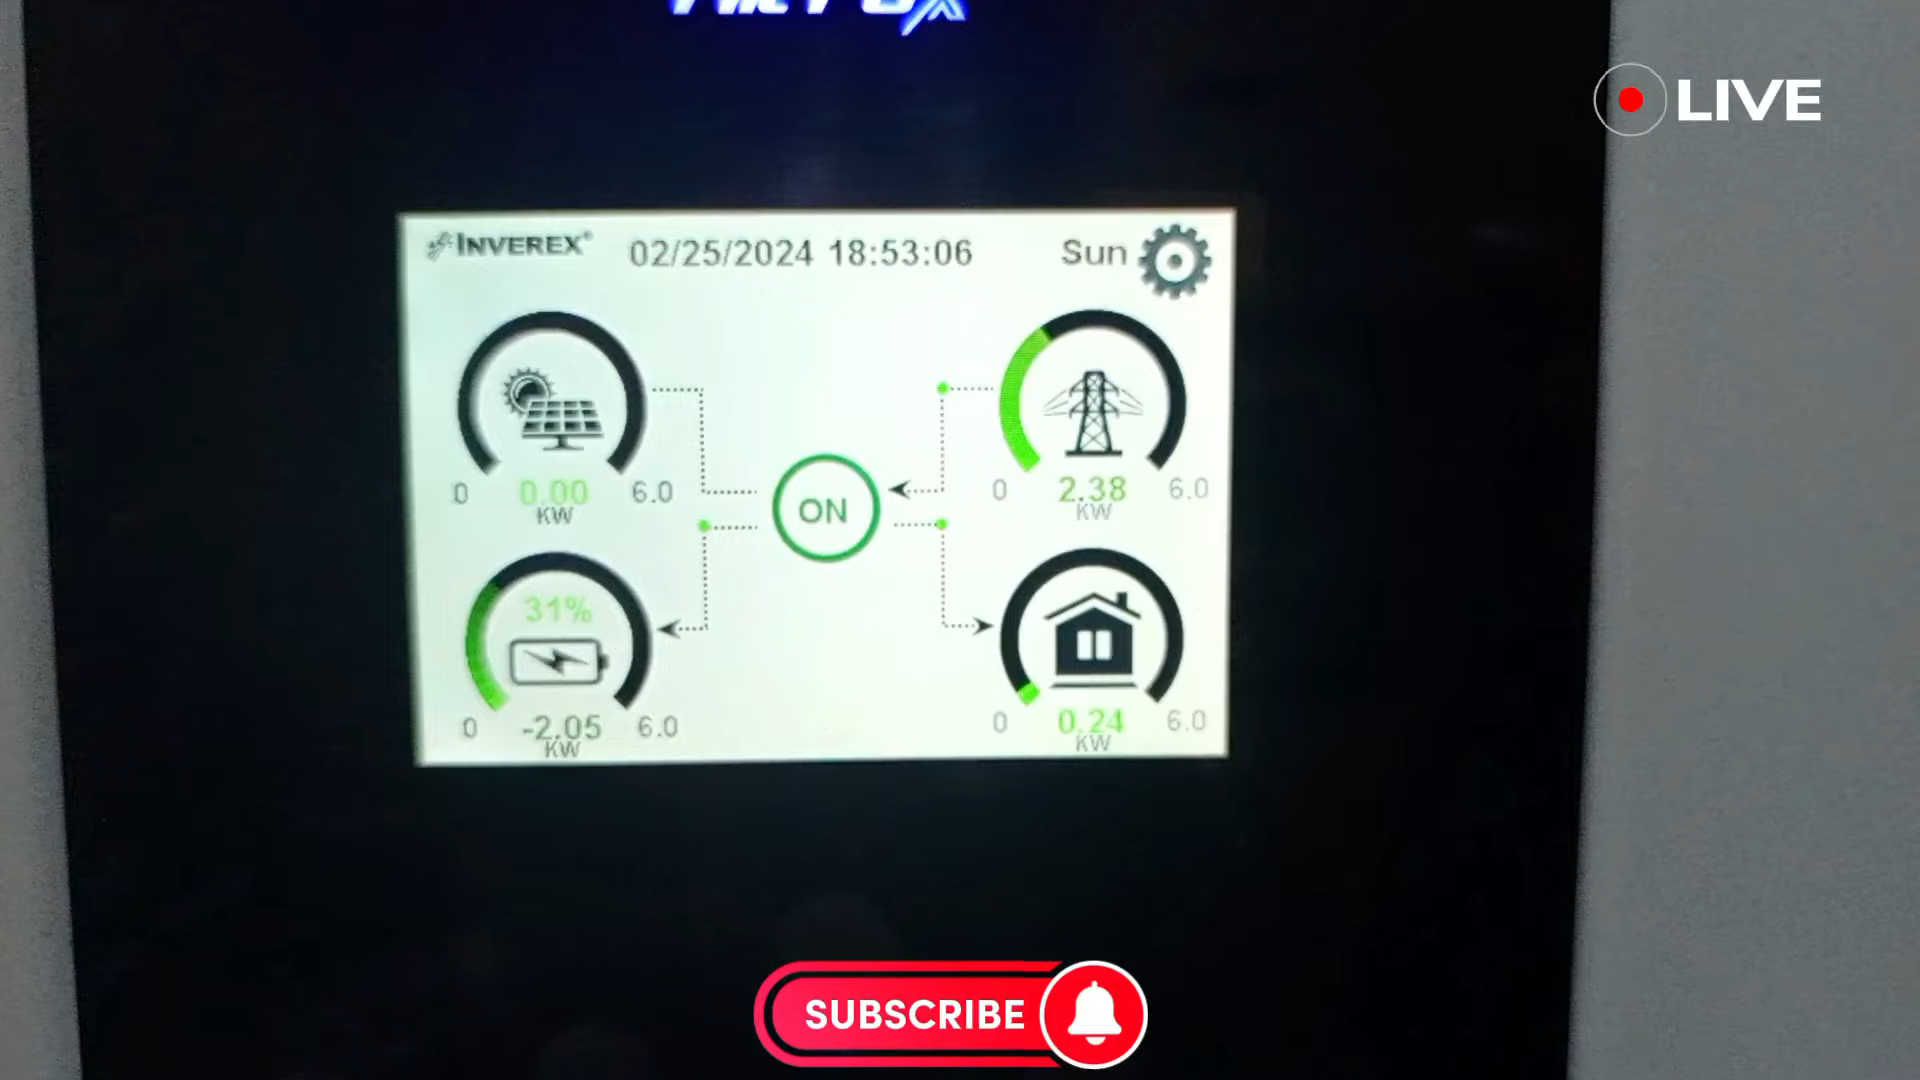 LIVE
INVEREX®
02/25/2024 18:53:06
Sun
0 0.00 6.0
KW
0 2.38 6.0
KW
ON
31%
0 -2.05 6.0
KW
0 0.24 6.0
KW
SUBSCRIBE